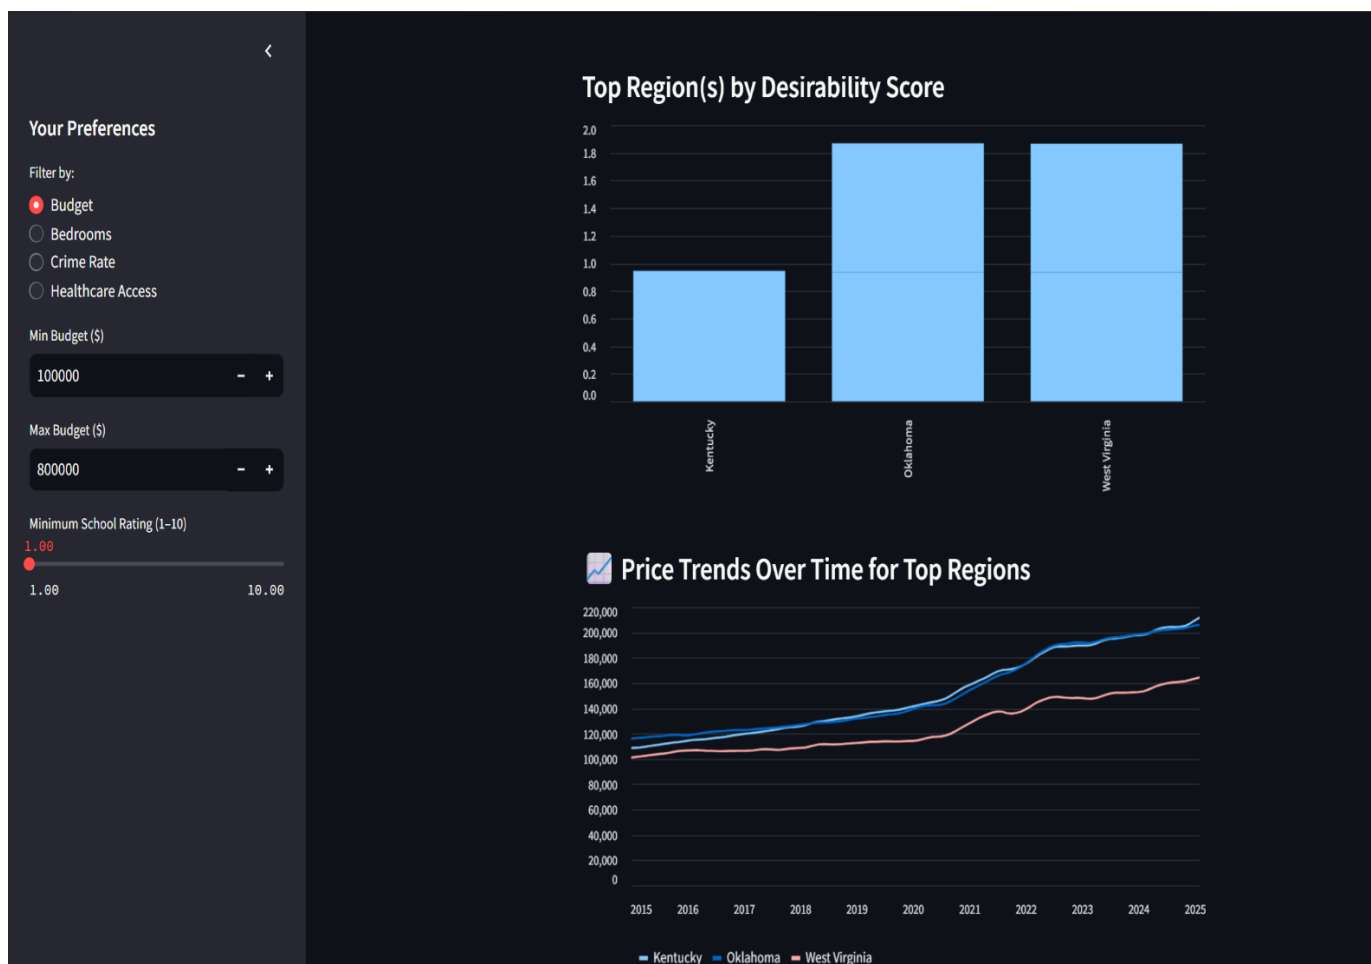 Your Preferences
Filter by:
Budget
Bedrooms
Crime Rate
Healthcare Access
Min Budget ($)
100000
Max Budget ($)
800000
Minimum School Rating (1–10)
1.00
1.00 10.00
Top Region(s) by Desirability Score
2.0
1.8
1.6
1.4
1.2
1.0
0.8
0.6
0.4
0.2
0.0
Kentucky
Oklahoma
West Virginia
Price Trends Over Time for Top Regions
220,000
200,000
180,000
160,000
140,000
120,000
100,000
80,000
60,000
40,000
20,000
0
2015 2016 2017 2018 2019 2020 2021 2022 2023 2024 2025
Kentucky Oklahoma West Virginia